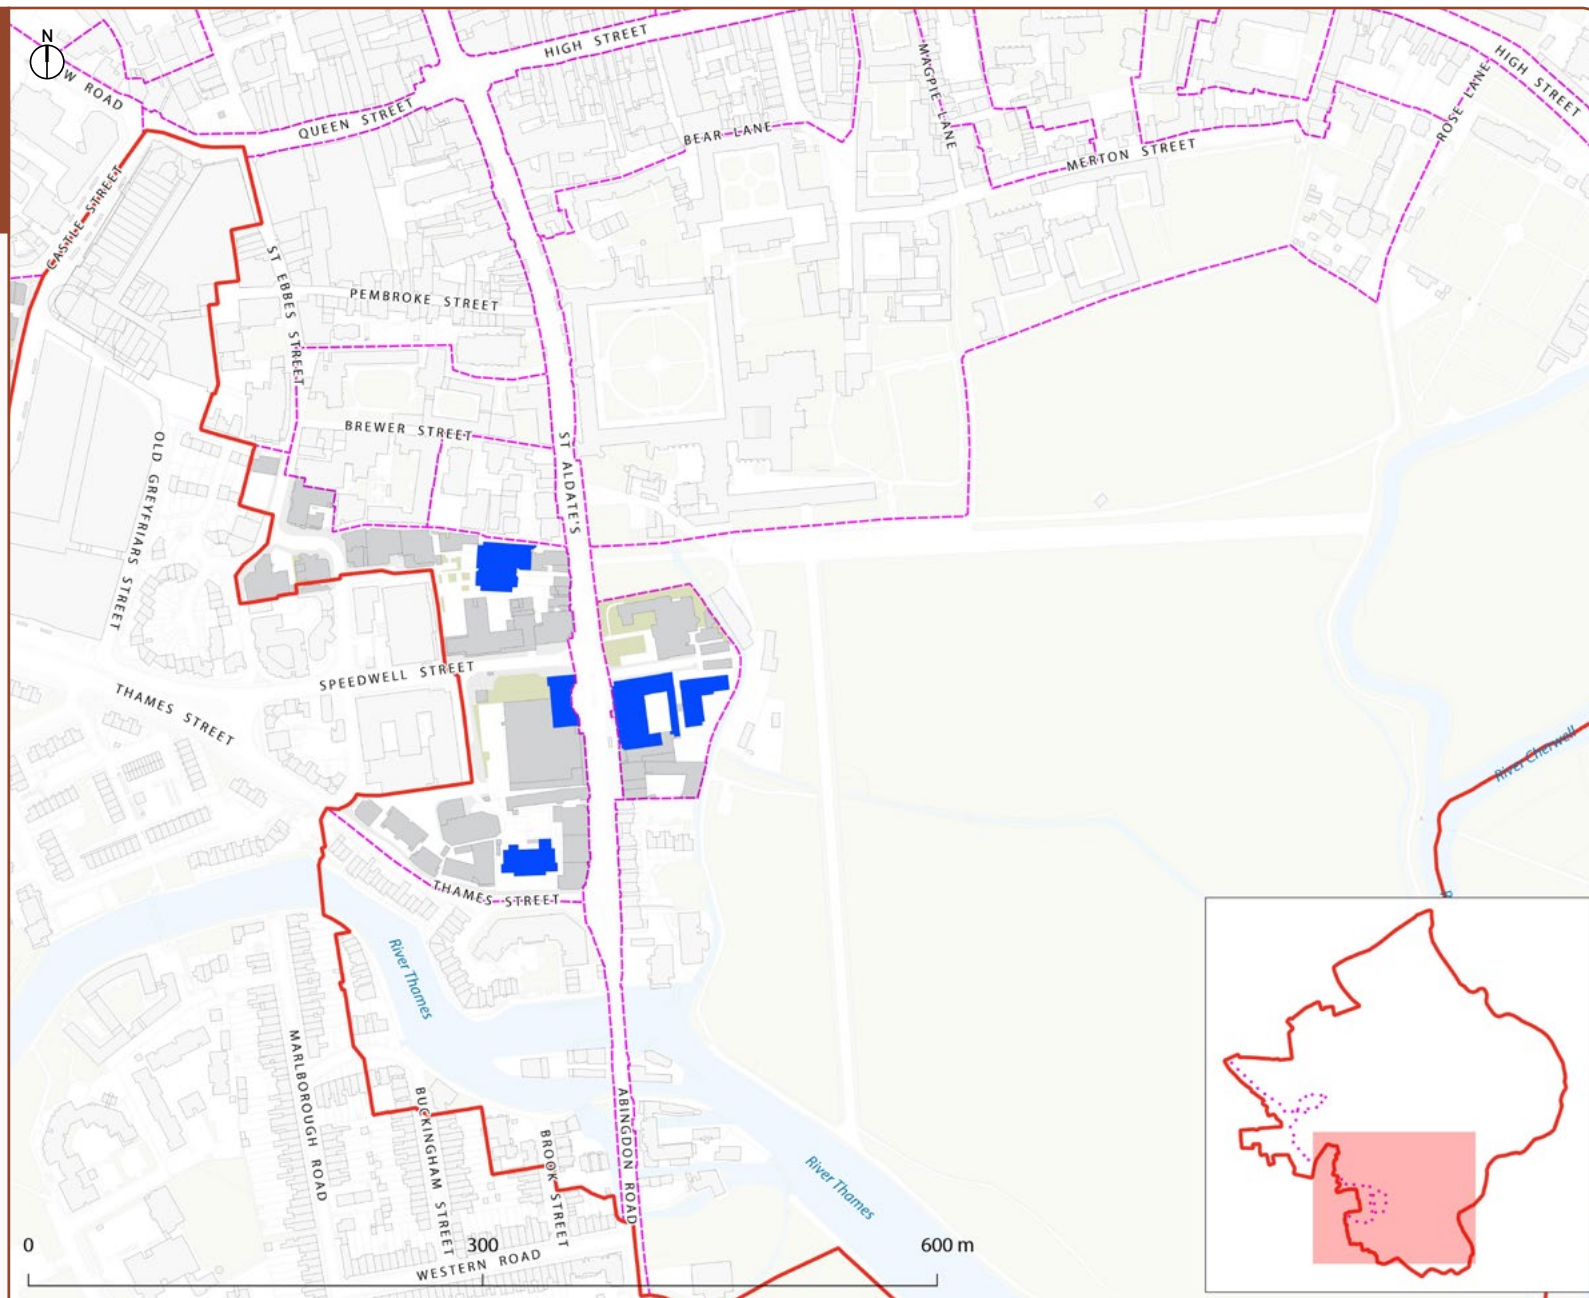 N
HIGH STREET
W ROAD
QUEEN STREET
MAGPIE LANE
HIGH STREET
ROSE LANE
BEAR LANE
MERTON STREET
CASTLE STREET
ST EBBES STREET
PEMBROKE STREET
BREWER STREET
ST ALDATE'S
OLD GREYFRIARS STREET
SPEEDWELL STREET
THAMES STREET
River Cherwell
THAMES STREET
River Thames
MARLBOROUGH ROAD
BUCKINGHAM STREET
BROOK STREET
ABINGDON ROAD
River Thames
WESTERN ROAD
0 300 600 m